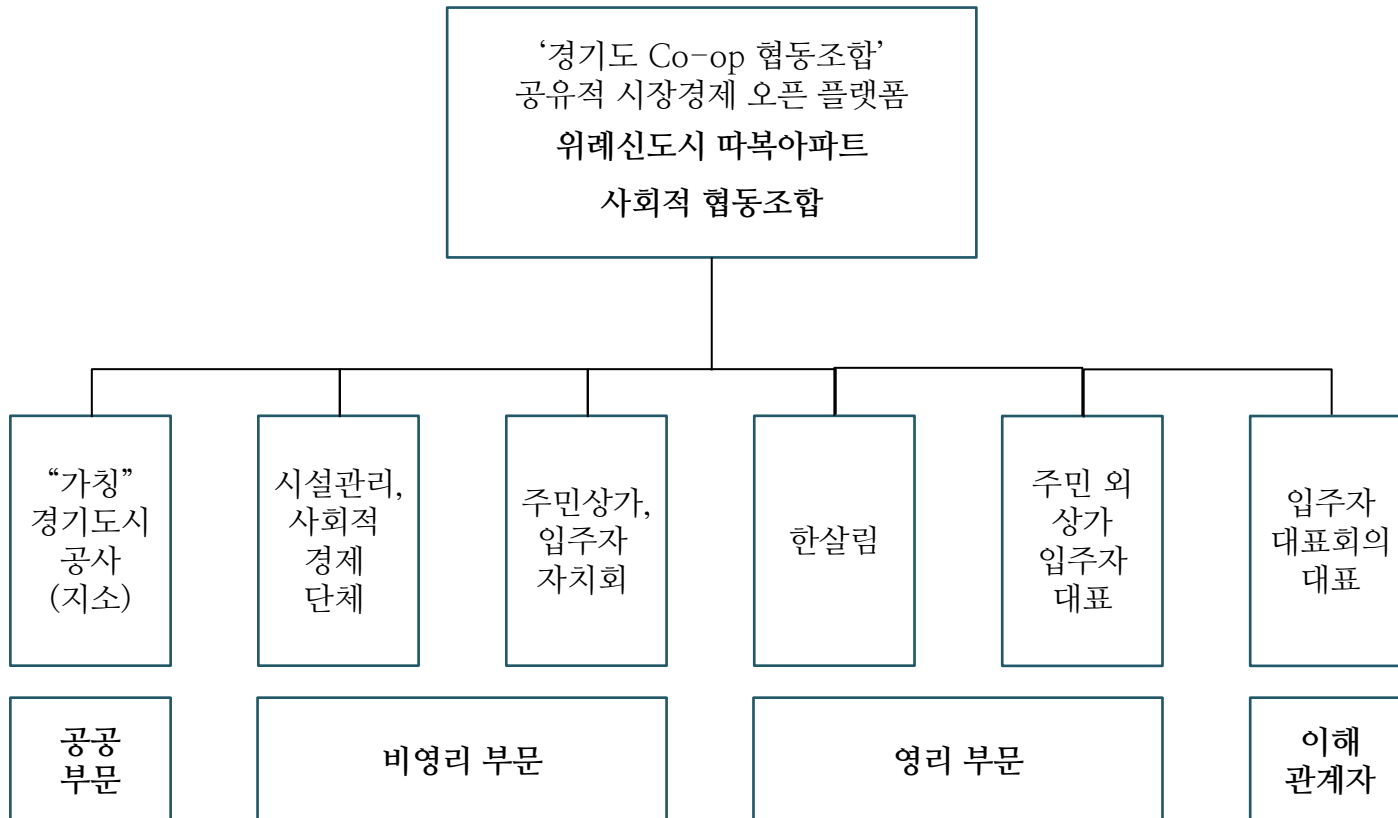 ‘경기도 Co-op 협동조합’
공유적 시장경제 오픈 플랫폼
위례신도시 따복아파트
사회적 협동조합
“가칭”
경기도시
공사
(지소)
시설관리,
사회적
경제
단체
주민상가,
입주자
자치회
한살림
주민 외
상가
입주자
대표
입주자
대표회의
대표
공공
부문
비영리 부문
영리 부문
이해
관계자